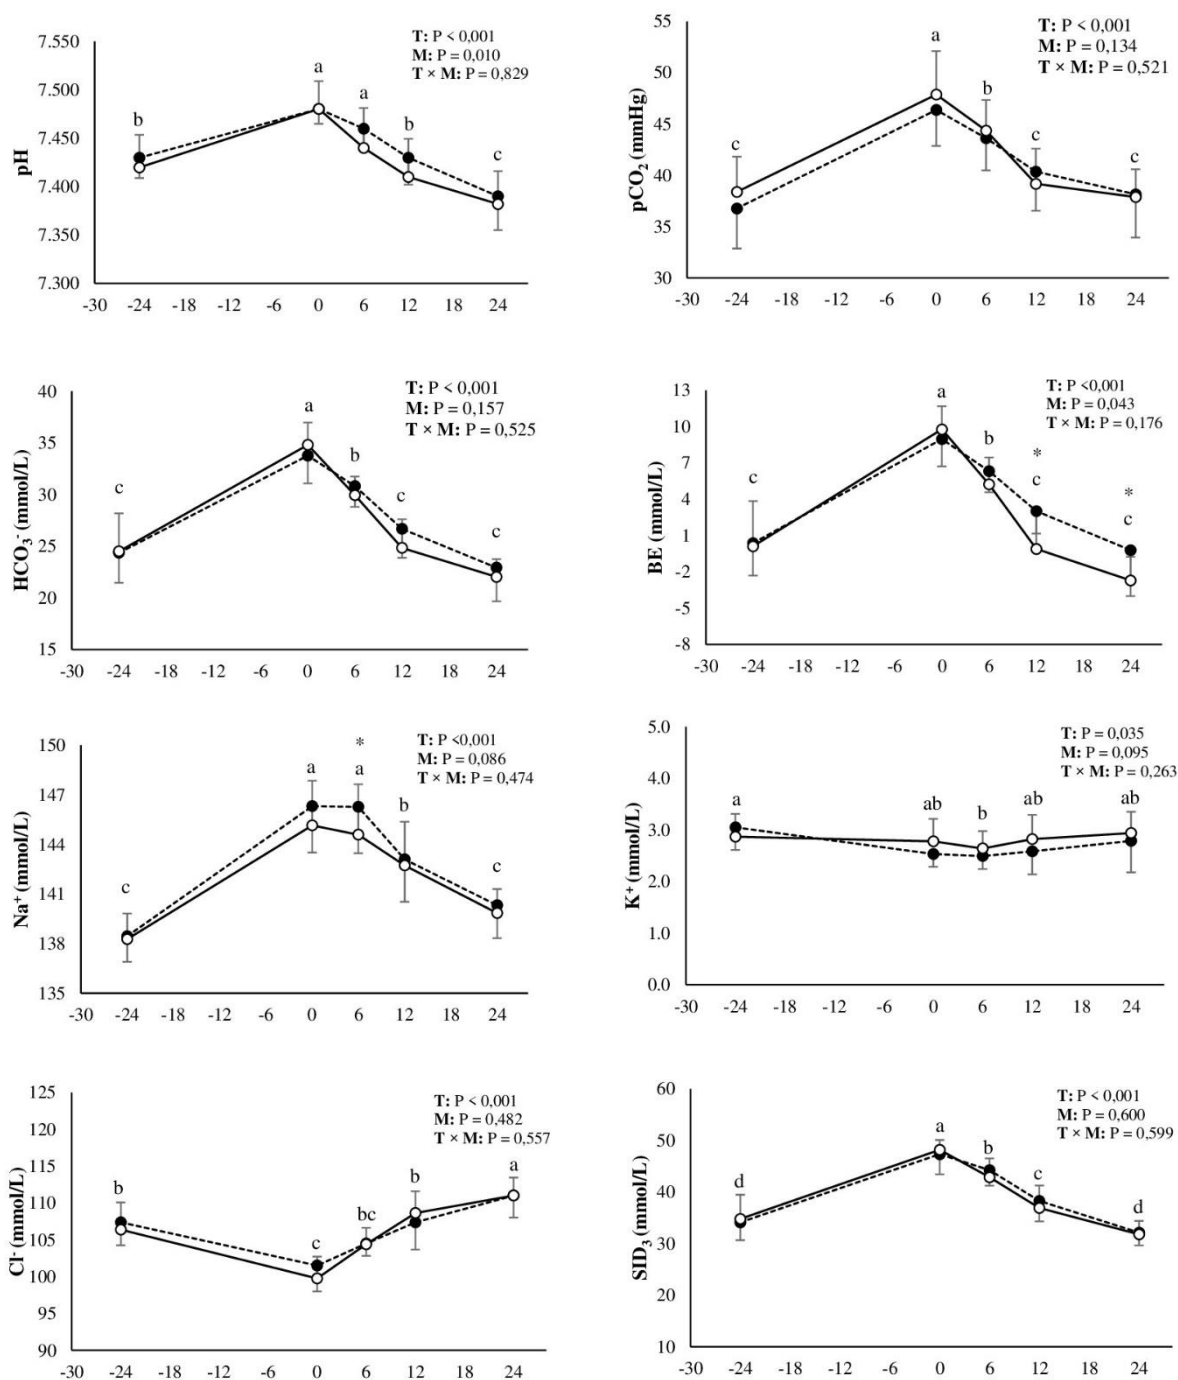 7.550
7.500
7.450
7.400
7.350
7.300
pH
T: P < 0,001
M: P = 0,010
T × M: P = 0,829
b
a
a
b
c
-30 -24 -18 -12 -6 0 6 12 18 24
55
50
45
40
35
30
pCO2 (mmHg)
T: P < 0,001
M: P = 0,134
T × M: P = 0,521
c
a
b
c
c
-30 -24 -18 -12 -6 0 6 12 18 24
40
35
30
25
20
15
HCO3- (mmol/L)
T: P < 0,001
M: P = 0,157
T × M: P = 0,525
c
a
b
c
c
-30 -24 -18 -12 -6 0 6 12 18 24
13
10
7
4
1
-2
-5
-8
BE (mmol/L)
T: P <0,001
M: P = 0,043
T × M: P = 0,176
c
a
b
*
c
*
c
-30 -24 -18 -12 -6 0 6 12 18 24
150
147
144
141
138
135
Na+ (mmol/L)
T: P <0,001
M: P = 0,086
T × M: P = 0,474
c
a
*
a
b
c
-30 -24 -18 -12 -6 0 6 12 18 24
5.0
4.0
3.0
2.0
1.0
0.0
K+ (mmol/L)
T: P = 0,035
M: P = 0,095
T × M: P = 0,263
a
ab
b
ab
ab
-30 -24 -18 -12 -6 0 6 12 18 24
125
120
115
110
105
100
95
90
Cl- (mmol/L)
T: P < 0,001
M: P = 0,482
T × M: P = 0,557
b
c
bc
b
a
-30 -24 -18 -12 -6 0 6 12 18 24
60
50
40
30
20
10
SID3 (mmol/L)
T: P < 0,001
M: P = 0,600
T × M: P = 0,599
d
a
b
c
d
-30 -24 -18 -12 -6 0 6 12 18 24